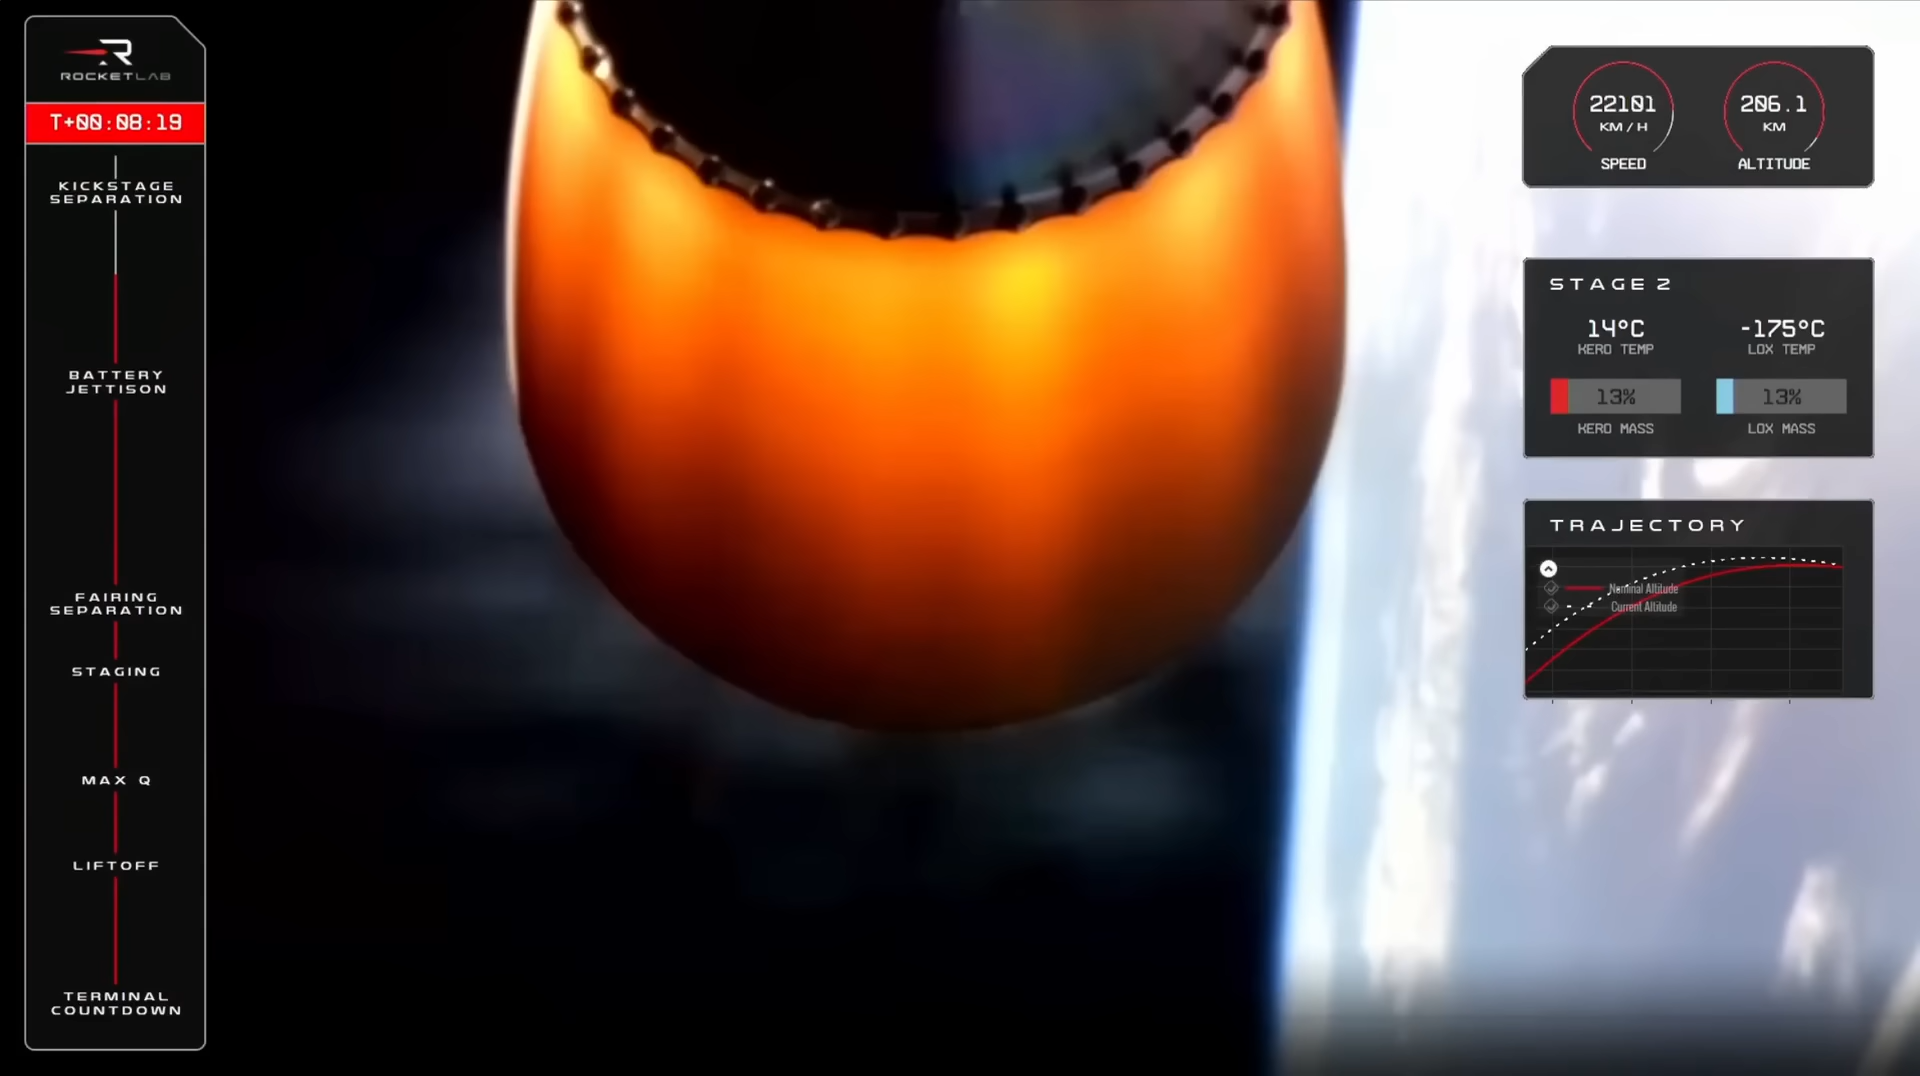 ROCKETLAB
T+00:08:19
KICKSTAGE
SEPARATION
BATTERY
JETTISON
FAIRING
SEPARATION
STAGING
MAX Q
LIFTOFF
TERMINAL
COUNTDOWN
22101
KM/H
SPEED
206.1
KM
ALTITUDE
STAGE 2
14°C
KERO TEMP
-175°C
LOX TEMP
13%
KERO MASS
13%
LOX MASS
TRAJECTORY
Nominal Altitude
Current Altitude